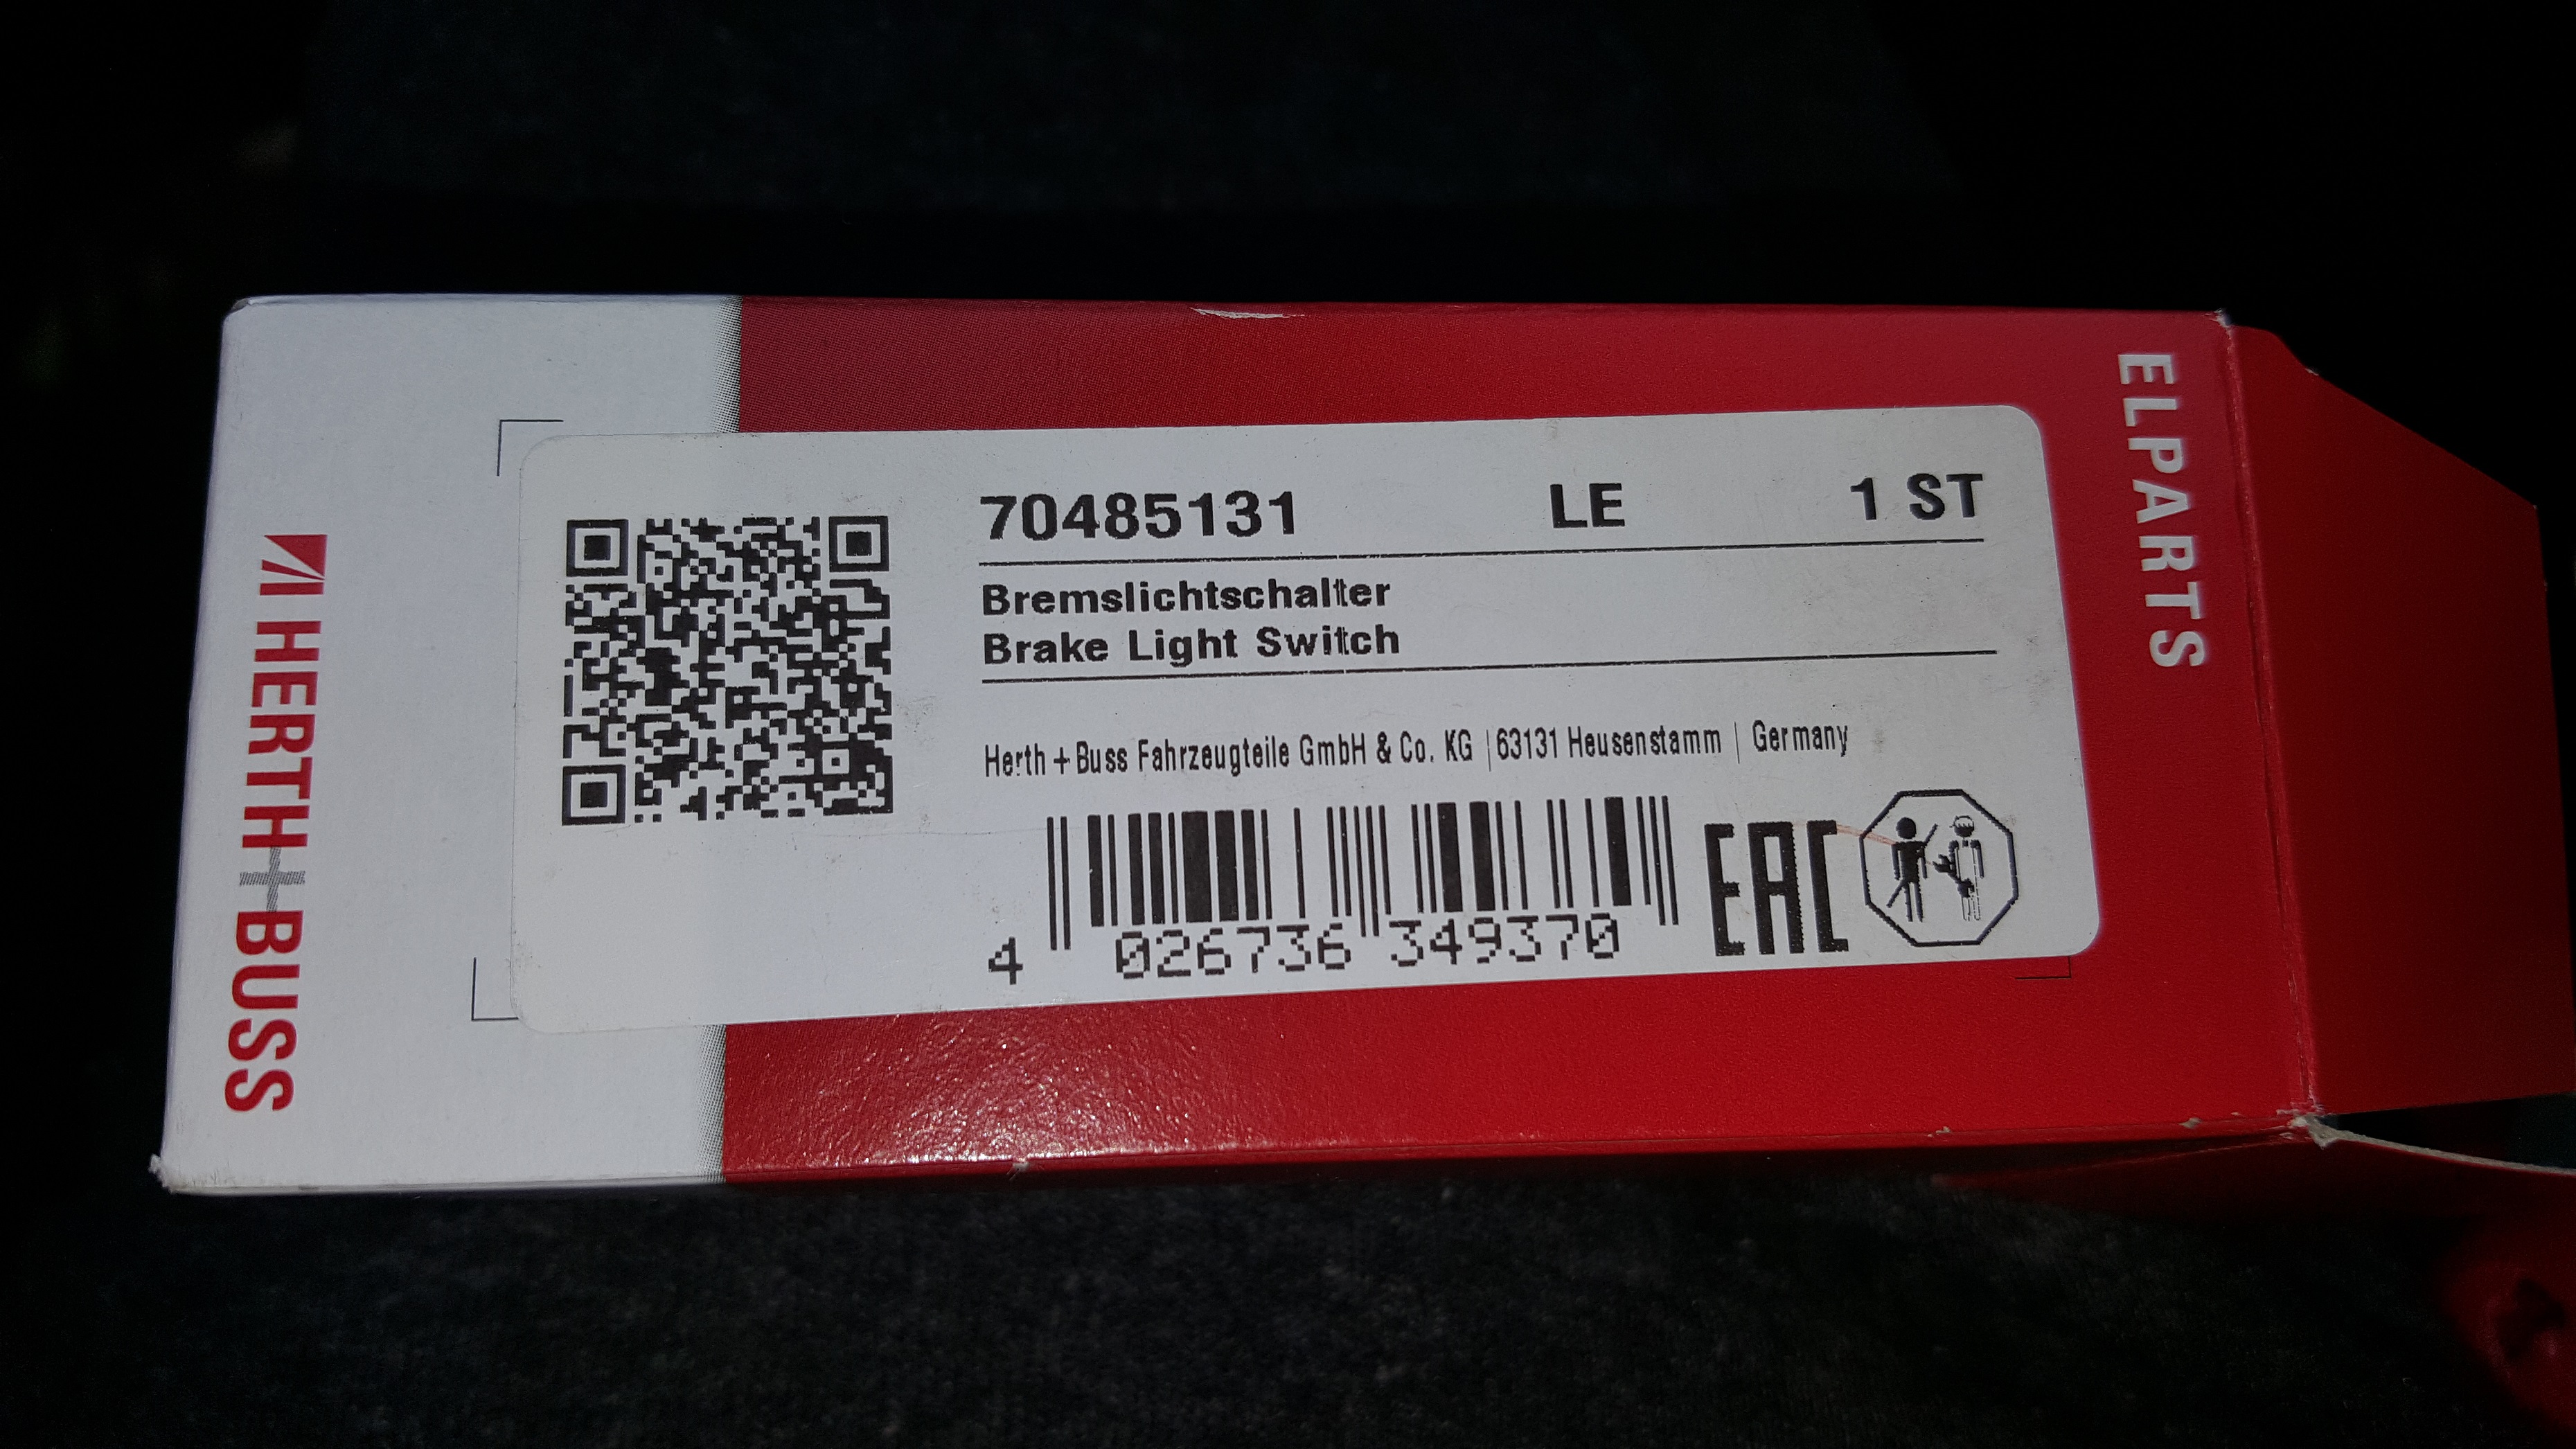 HERTH+BUSS
70485131 LE 1 ST
Bremslichtschalter
Brake Light Switch
Herth+Buss Fahrzeugteile GmbH & Co. KG | 63131 Heusenstamm | Germany
4 026736 349370
EAC
ELPARTS